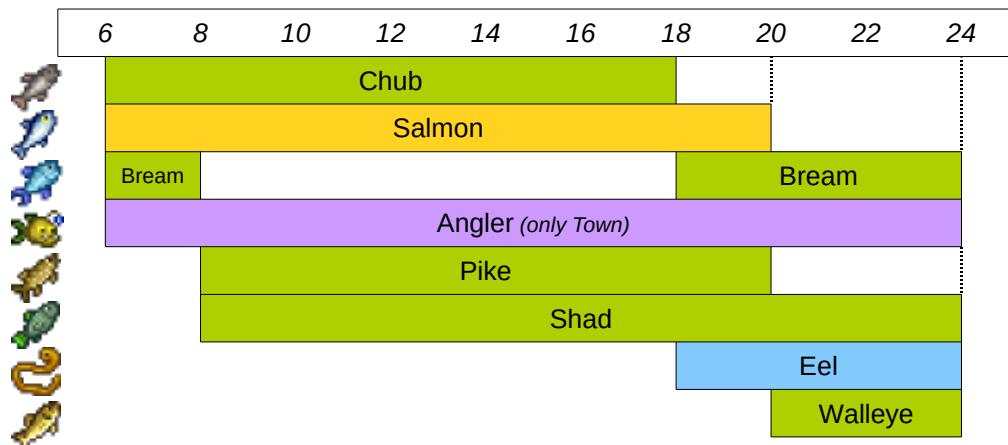 6 8 10 12 14 16 18 20 22 24
Chub
Salmon
Bream Bream
Angler (only Town)
Pike
Shad
Eel
Walleye